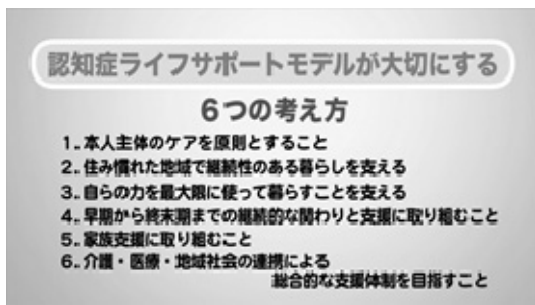 認知症ライフサポートモデルが大切にする
6つの考え方
1. 本人主体のケアを原則とすること
2. 住み慣れた地域で継続性のある暮らしを支える
3. 自らの力を最大限に使って暮らすことを支える
4. 早期から終末期までの継続的な関わりと支援に取り組むこと
5. 家族支援に取り組むこと
6. 介護・医療・地域社会の連携による
総合的な支援体制を目指すこと